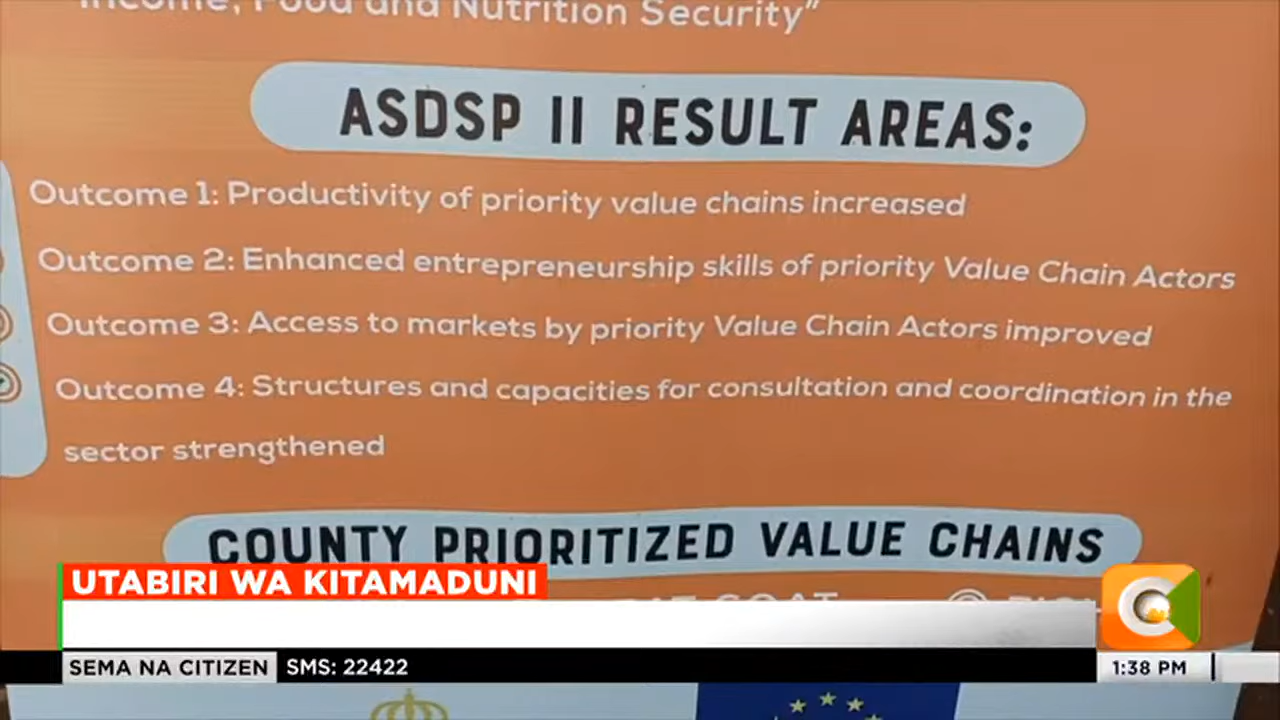 Income, Food and Nutrition Security"
ASDSP II RESULT AREAS:
Outcome 1: Productivity of priority value chains increased
Outcome 2: Enhanced entrepreneurship skills of priority Value Chain Actors
Outcome 3: Access to markets by priority Value Chain Actors improved
Outcome 4: Structures and capacities for consultation and coordination in the
sector strengthened
COUNTY PRIORITIZED VALUE CHAINS
GOAT
UTABIRI WA KITAMADUNI
SEMA NA CITIZEN SMS: 22422
1:38 PM